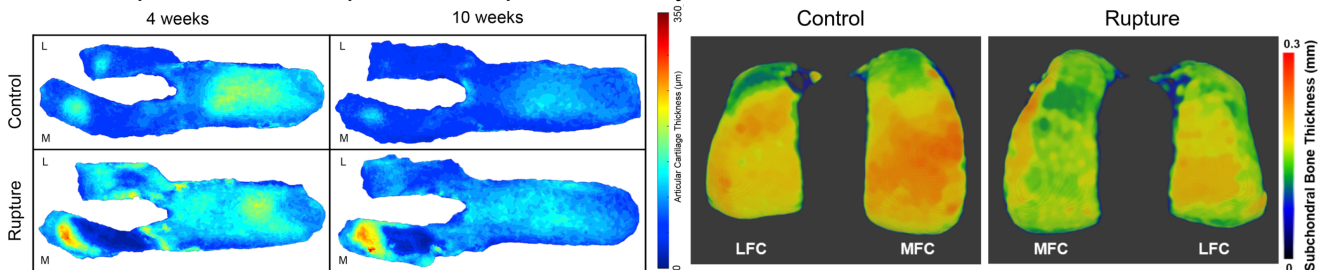 4 weeks
10 weeks
Control
L
M
L
M
Rupture
L
M
L
M
350
Articular Cartilage Thickness (μm)
0
Control
Rupture
LFC
MFC
MFC
LFC
0.3
Subchondral Bone Thickness (mm)
0